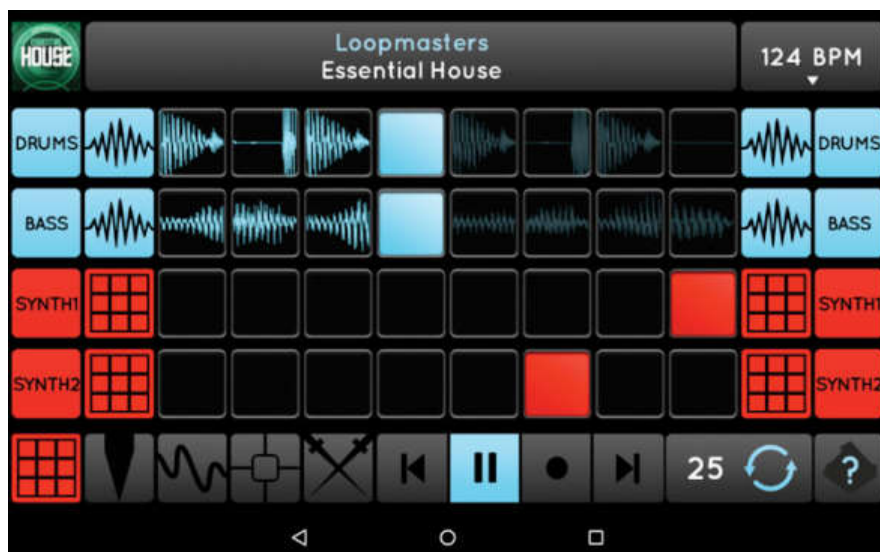 HOUSE
Loopmasters
Essential House
124 BPM
DRUMS
DRUMS
BASS
BASS
SYNTH1
SYNTH1
SYNTH2
SYNTH2
25
?